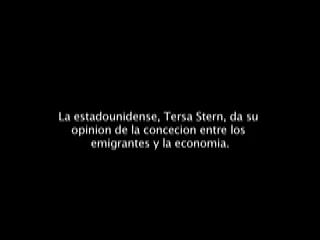 La estadounidense, Tersa Stern, da su
opinion de la concecion entre los
emigrantes y la economia.